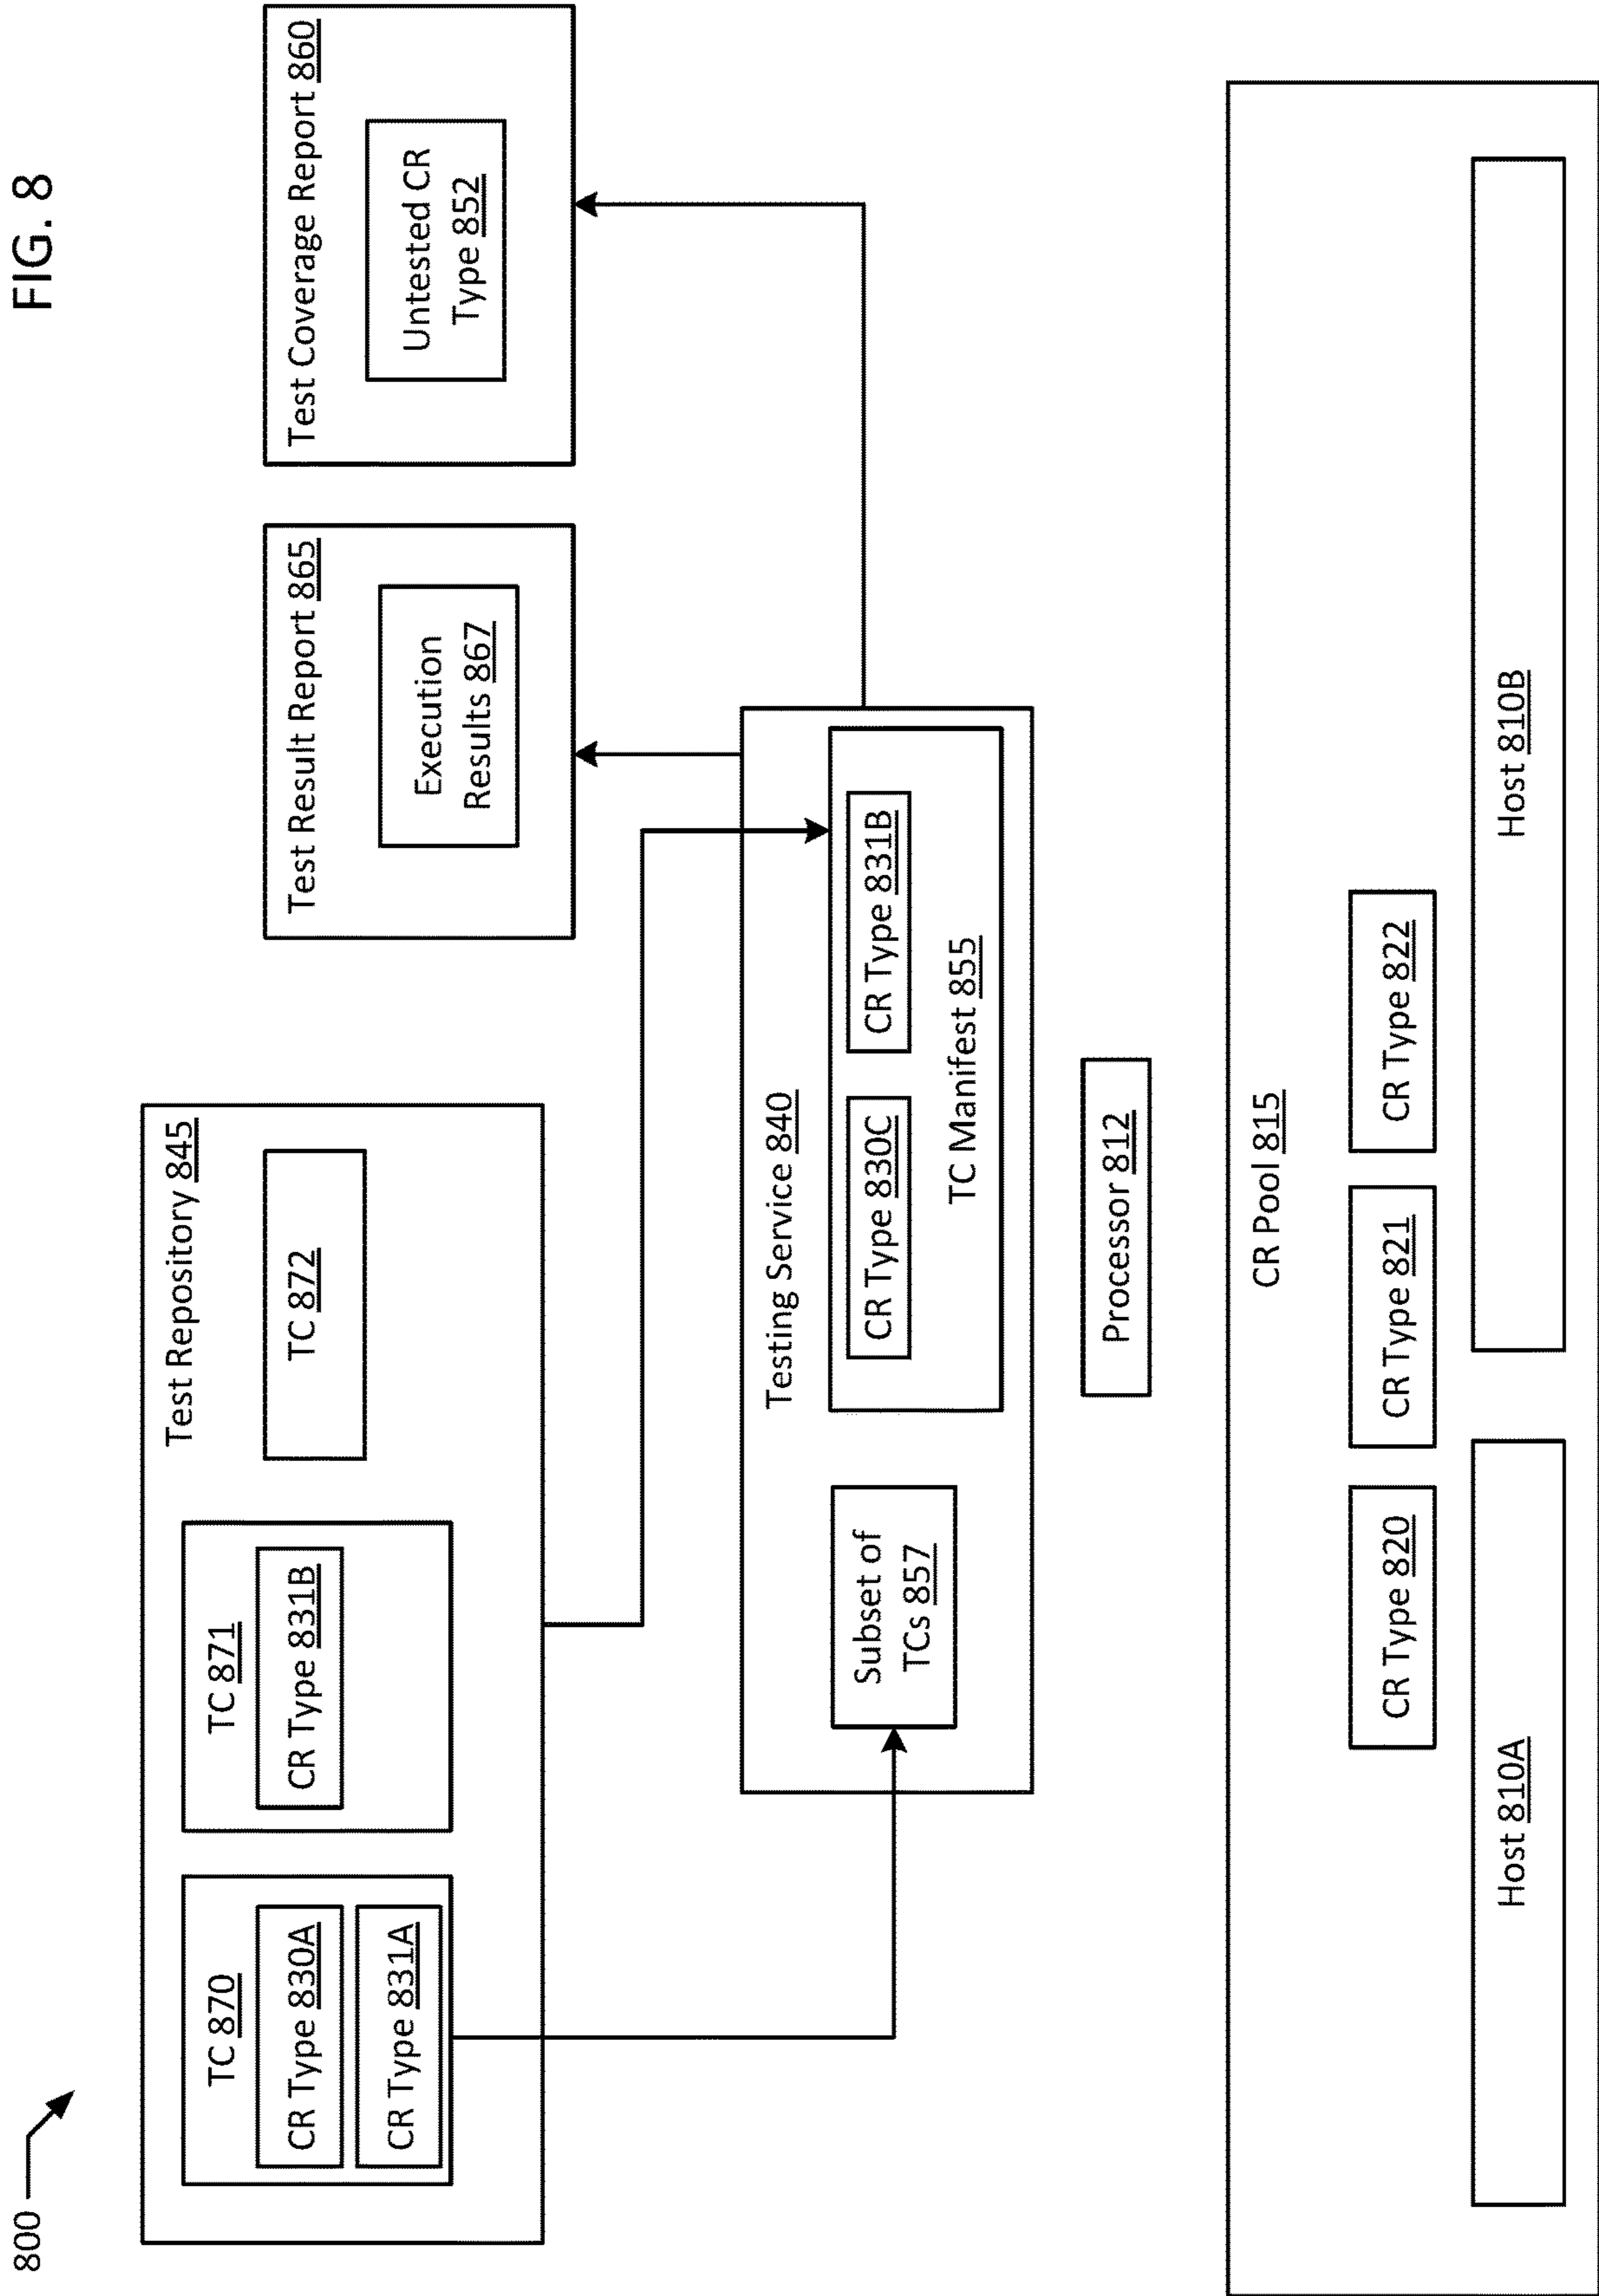 FIG. 8
800
Test Repository 845
TC 870
CR Type 830A
CR Type 831A
TC 871
CR Type 831B
TC 872
Test Result Report 865
Execution
Results 867
Test Coverage Report 860
Untested CR
Type 852
Testing Service 840
Subset of
TCs 857
CR Type 830C
CR Type 831B
TC Manifest 855
Processor 812
CR Pool 815
CR Type 820
CR Type 821
CR Type 822
Host 810A
Host 810B